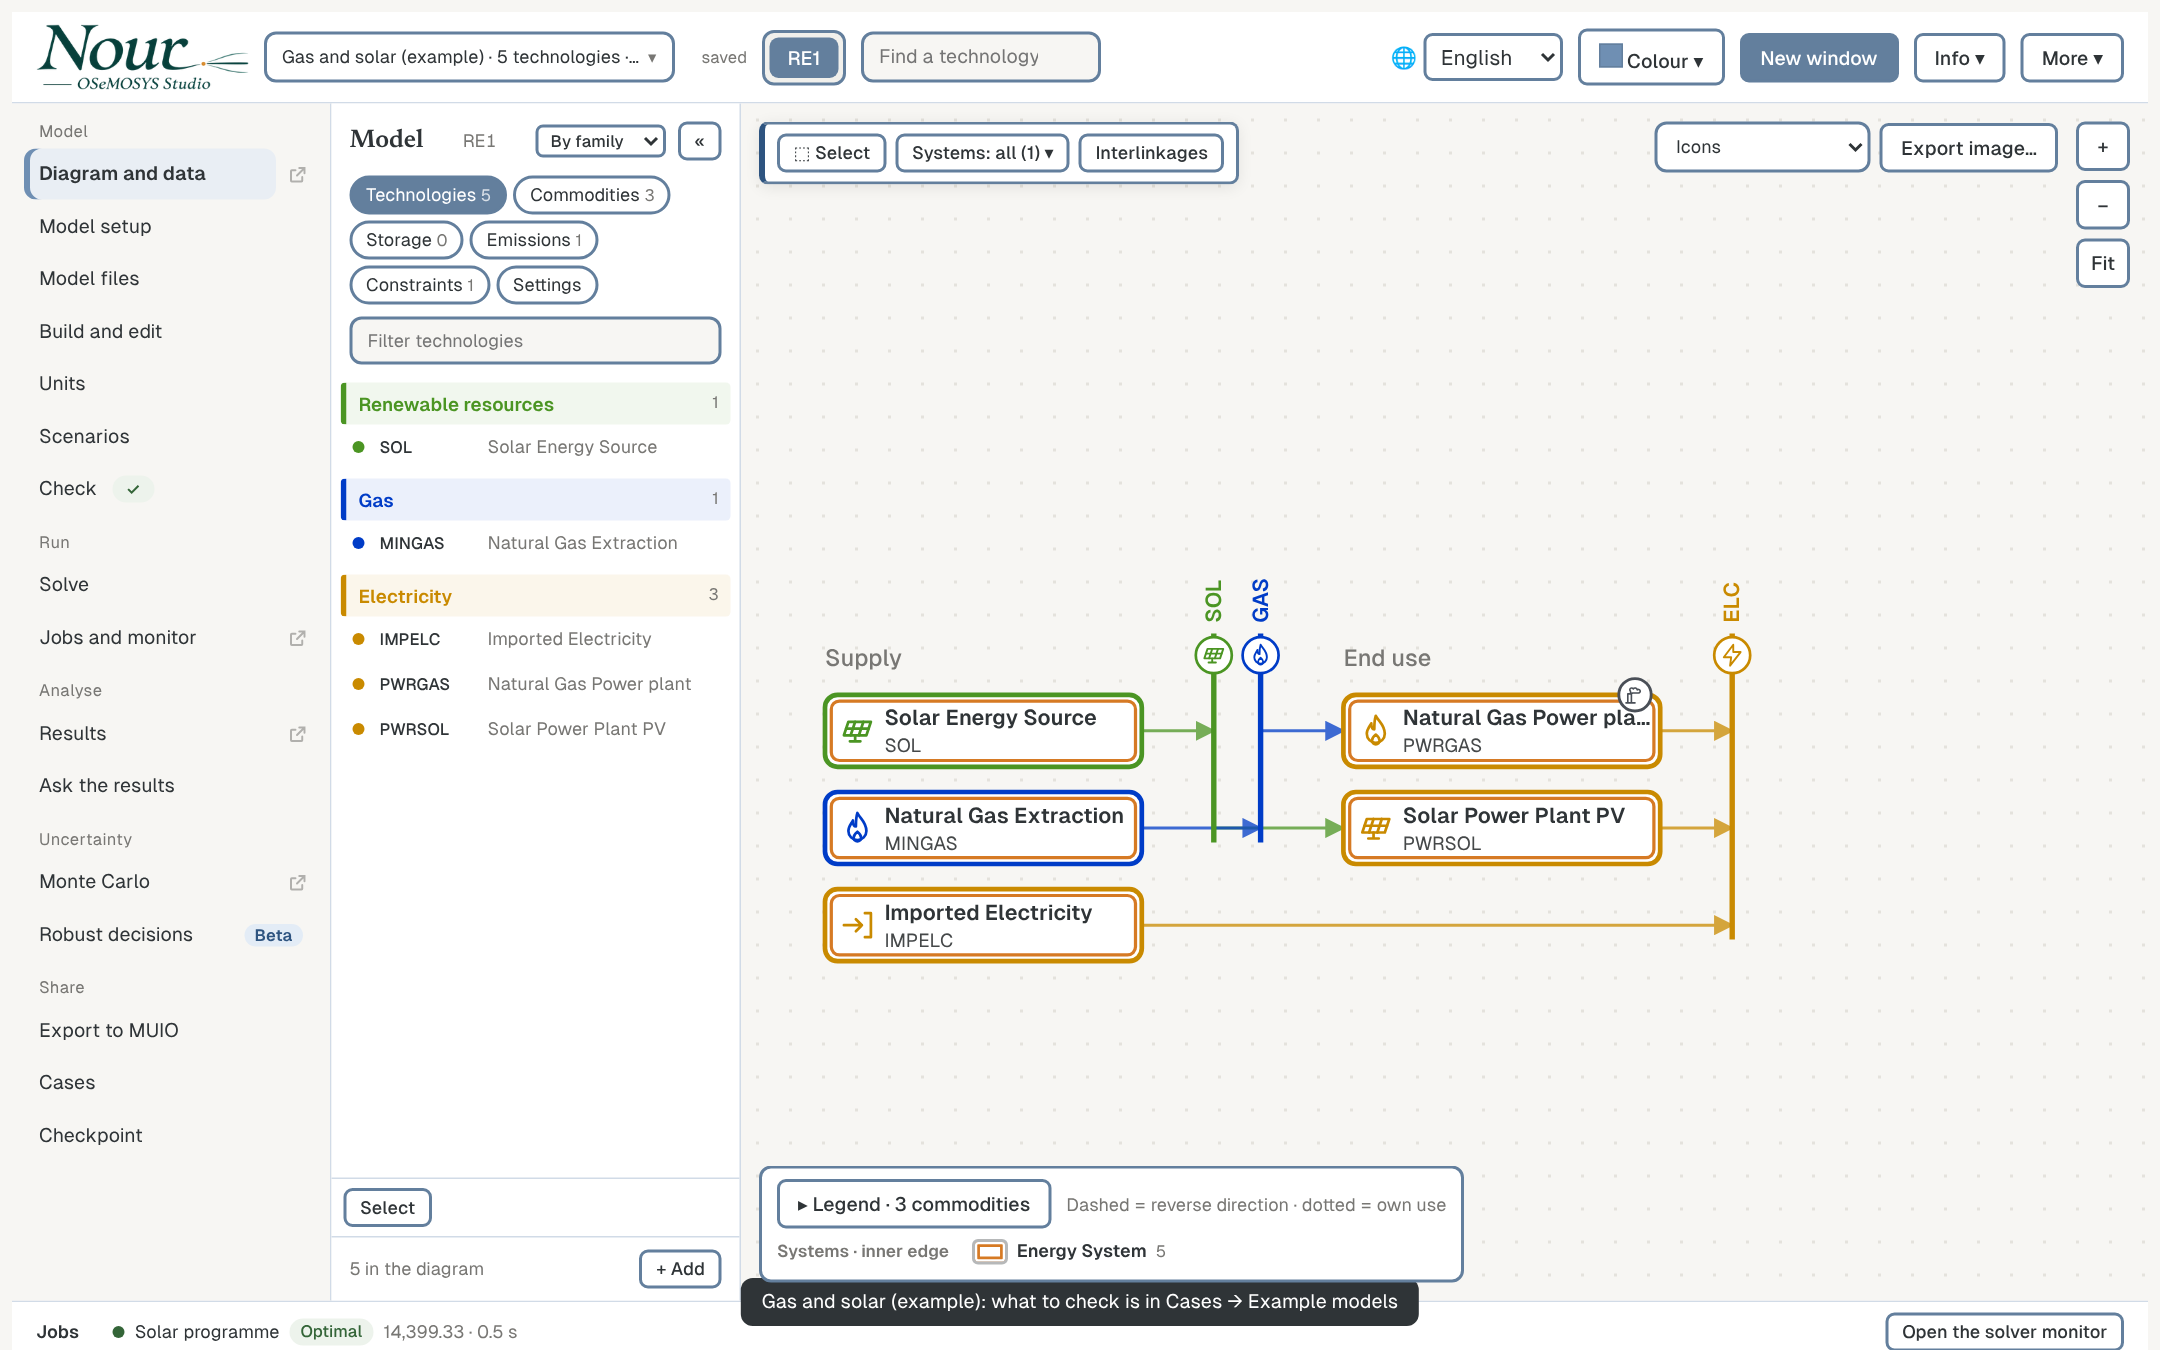 Nour
OSeMOSYS Studio
Gas and solar (example) · 5 technologies ·... ▾
saved
RE1
Find a technology
English
Colour ▾
New window
Info ▾
More ▾
Model
Diagram and data
Model setup
Model files
Build and edit
Units
Scenarios
Check ✓
Run
Solve
Jobs and monitor
Analyse
Results
Ask the results
Uncertainty
Monte Carlo
Robust decisions Beta
Share
Export to MUIO
Cases
Checkpoint
Model RE1 By family «
Technologies 5 Commodities 3
Storage 0 Emissions 1
Constraints 1 Settings
Filter technologies
Renewable resources 1
SOL Solar Energy Source
Gas 1
MINGAS Natural Gas Extraction
Electricity 3
IMPELC Imported Electricity
PWRGAS Natural Gas Power plant
PWRSOL Solar Power Plant PV
Select
5 in the diagram + Add
Select Systems: all (1) ▾ Interlinkages
Icons Export image... +
−
Fit
SOL GAS ELC
Supply End use
Solar Energy Source
SOL
Natural Gas Power pla...
PWRGAS
Natural Gas Extraction
MINGAS
Solar Power Plant PV
PWRSOL
Imported Electricity
IMPELC
▸ Legend · 3 commodities Dashed = reverse direction · dotted = own use
Systems · inner edge Energy System 5
Gas and solar (example): what to check is in Cases → Example models
Jobs Solar programme Optimal 14,399.33 · 0.5 s Open the solver monitor